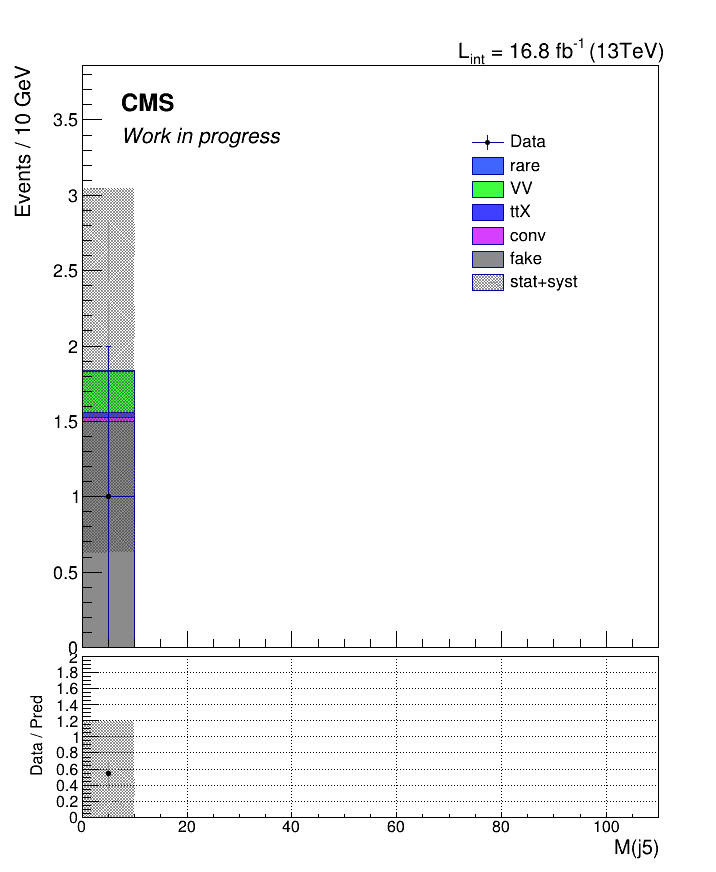 L_int = 16.8 fb^-1 (13TeV)
Events / 10 GeV
CMS
Work in progress
Data
rare
VV
ttX
conv
fake
stat+syst
3.5
3
2.5
2
1.5
1
0.5
0
Data / Pred
2
1.8
1.6
1.4
1.2
1
0.8
0.6
0.4
0.2
0
0 20 40 60 80 100
M(j5)